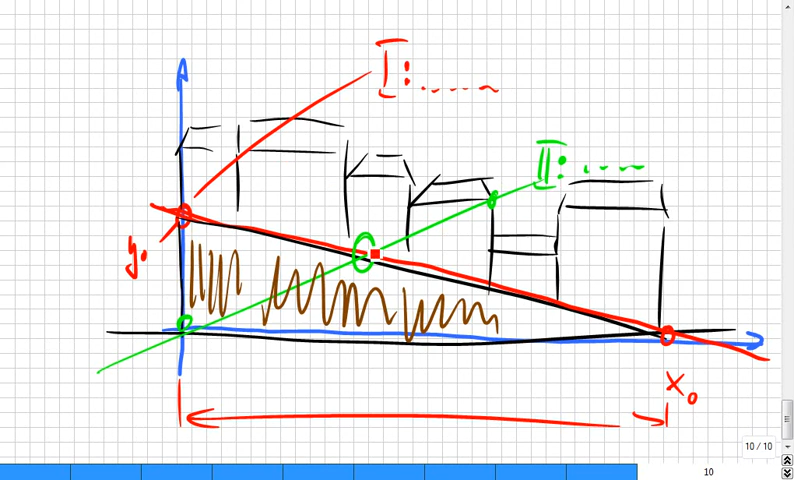 I: .....
II: ....
y₀
x₀
10 / 10
10